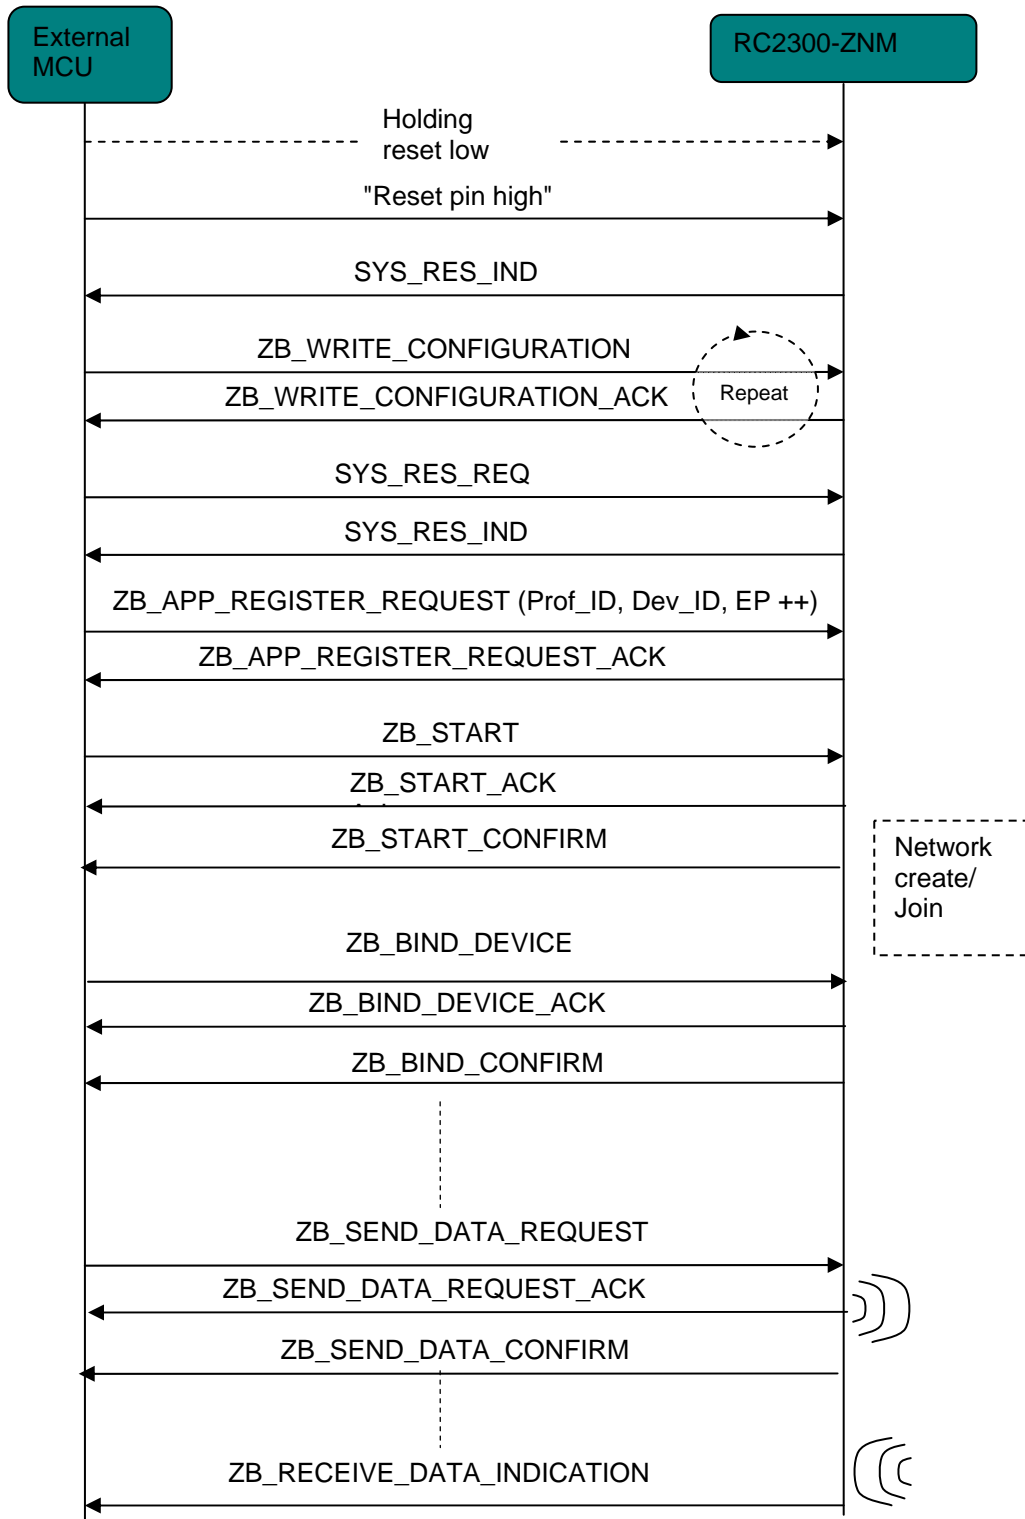 External
MCU
RC2300-ZNM
Holding
reset low
"Reset pin high"
SYS_RES_IND
ZB_WRITE_CONFIGURATION
Repeat
ZB_WRITE_CONFIGURATION_ACK
SYS_RES_REQ
SYS_RES_IND
ZB_APP_REGISTER_REQUEST (Prof_ID, Dev_ID, EP ++)
ZB_APP_REGISTER_REQUEST_ACK
ZB_START
ZB_START_ACK
ZB_START_CONFIRM
Network
create/
Join
ZB_BIND_DEVICE
ZB_BIND_DEVICE_ACK
ZB_BIND_CONFIRM
ZB_SEND_DATA_REQUEST
ZB_SEND_DATA_REQUEST_ACK
ZB_SEND_DATA_CONFIRM
ZB_RECEIVE_DATA_INDICATION